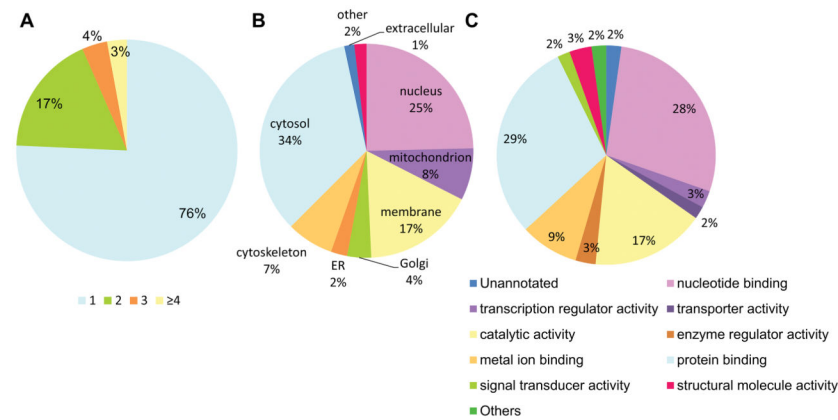 A
4%
3%
17%
76%
1 2 3 ≥4
B
other
2%
extracellular
1%
nucleus
25%
cytosol
34%
mitochondrion
8%
membrane
17%
cytoskeleton
7%
ER
2%
Golgi
4%
C
2%
3%
2%
2%
28%
29%
3%
2%
9%
3%
17%
Unannotated
nucleotide binding
transcription regulator activity
transporter activity
catalytic activity
enzyme regulator activity
metal ion binding
protein binding
signal transducer activity
structural molecule activity
Others